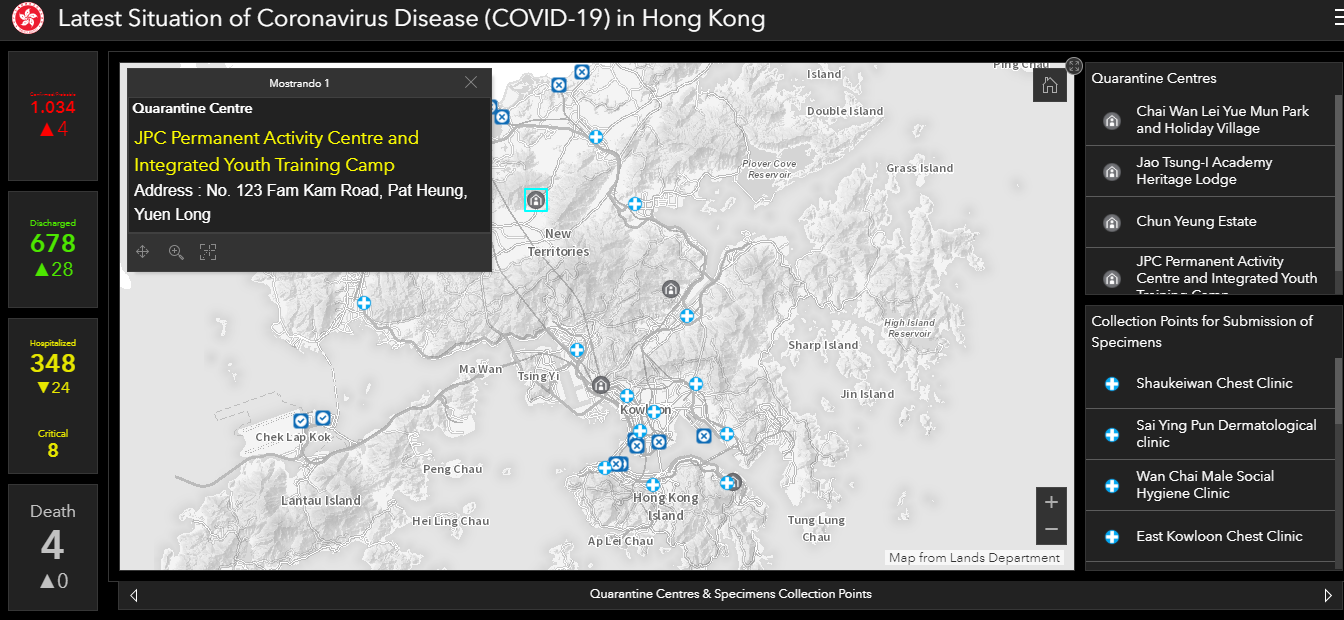 Latest Situation of Coronavirus Disease (COVID-19) in Hong Kong
1.034
▲4
Discharged
678
▲28
Hospitalized
348
▼24
Critical
8
Death
4
▲0
Mostrando 1
Quarantine Centre
JPC Permanent Activity Centre and
Integrated Youth Training Camp
Address : No. 123 Fam Kam Road, Pat Heung,
Yuen Long
Island
Double Island
Plover Cove
Reservoir
Grass Island
New
Territories
High Island
Reservoir
Sharp Island
Ma Wan
Tsing Yi
Jin Island
Kowloon
Chek Lap Kok
Peng Chau
Lantau Island
Hong Kong
Island
Hei Ling Chau
Tung Lung
Chau
Ap Lei Chau
Map from Lands Department
Quarantine Centres & Specimens Collection Points
Quarantine Centres
Chai Wan Lei Yue Mun Park
and Holiday Village
Jao Tsung-I Academy
Heritage Lodge
Chun Yeung Estate
JPC Permanent Activity
Centre and Integrated Youth
Training Camp
Collection Points for Submission of
Specimens
Shaukeiwan Chest Clinic
Sai Ying Pun Dermatological
clinic
Wan Chai Male Social
Hygiene Clinic
East Kowloon Chest Clinic